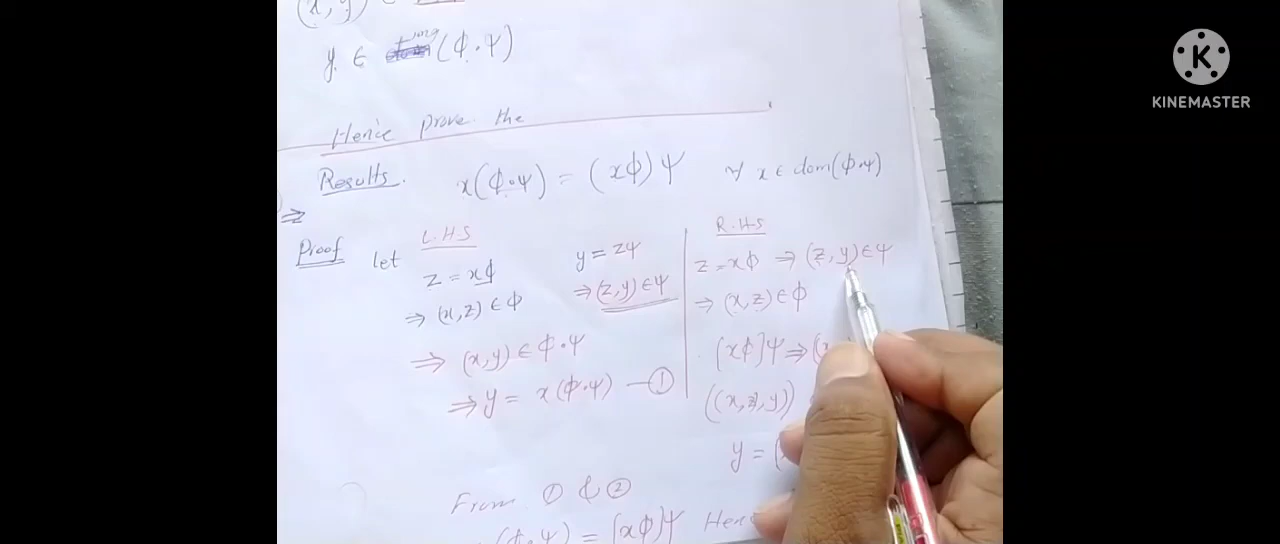 (x, y) ∈
y ∈ img (ϕ.ψ)
Hence prove the
Results. x(ϕ.ψ) = (xϕ)ψ ∀ x ∈ dom(ϕ.ψ)
⇒
Proof let L.H.S
z = xϕ y = zψ
⇒ (x,z) ∈ ϕ ⇒ (z,y) ∈ ψ
⇒ (x,y) ∈ ϕ.ψ
⇒ y = x(ϕ.ψ) —①
R.H.S
z = xϕ ⇒ (z,y) ∈ ψ
⇒ (x,z) ∈ ϕ
[xϕ]ψ ⇒ (x
((x,z),y)
y = (
From ① & ②
(ϕ.ψ) = [xϕ]ψ
K
KINEMASTER